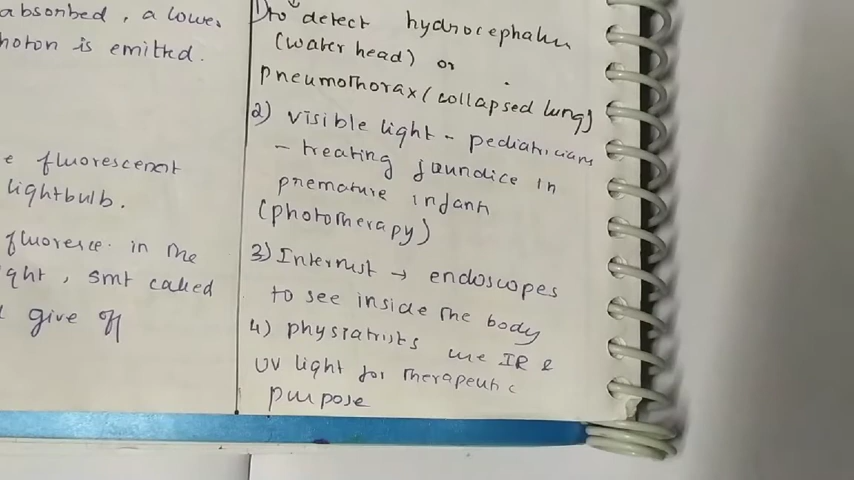 absorbed, a lower
hoton is emitted.
e fluorescent
lightbulb.
fluoresce. in the
ght, smt called
give off
1) to detect hydrocephalus
(water head) or
pneumothorax (collapsed lung)
2) visible light - pediatricians
- treating jaundice in
premature infants
(phototherapy)
3) Internist → endoscopes
to see inside the body
4) physiatrists use IR &
UV light for therapeutic
purpose